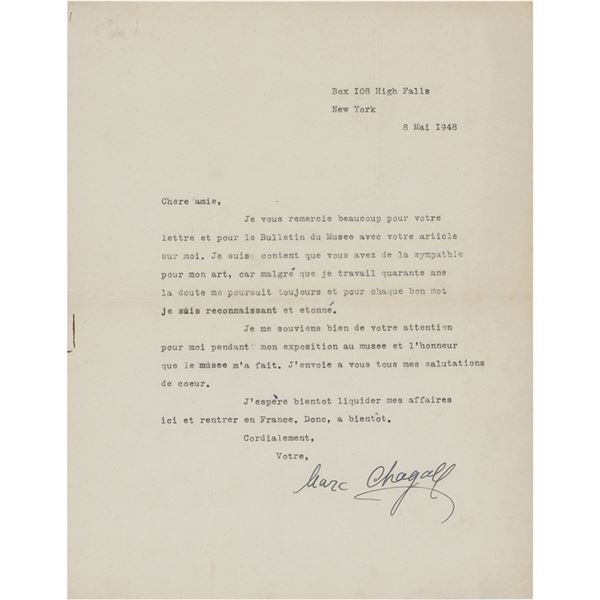 Box I08 High Falls
New York
8 Mai I948
Chere amie,
Je vous remercie beaucoup pour votre
lettre et pour le Bulletin du Musee avec votre article
sur moi. Je suis content que vous avez de la sympathie
pour mon art, car malgré que je travail quarante ans
la doute me poursuit toujours et pour chaque bon mot
je suis reconnaissant et etonné.
Je me souviens bien de votre attention
pour moi pendant mon exposition au musee et l'honneur
que le musée m'a fait. J'envoie a vous tous mes salutations
de coeur.
J'espère bientot liquider mes affaires
ici et rentrer en France. Donc, a bientôt.
Cordialement,
Votre,
Marc Chagall